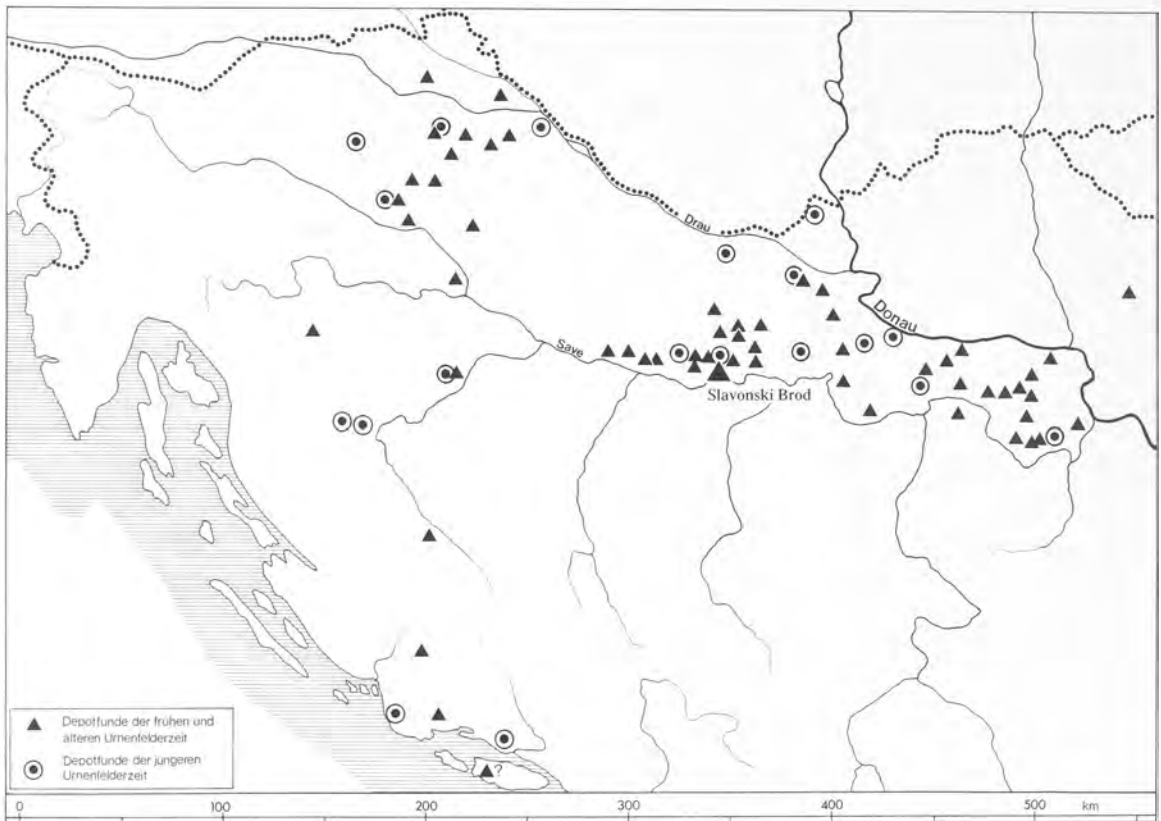 Drau
Donau
Save
Slavonski Brod
?
Depotfunde der frühen und
älteren Urnenfelderzeit
Depotfunde der jungeren
Urnenfelderzeit
0 100 200 300 400 500 km